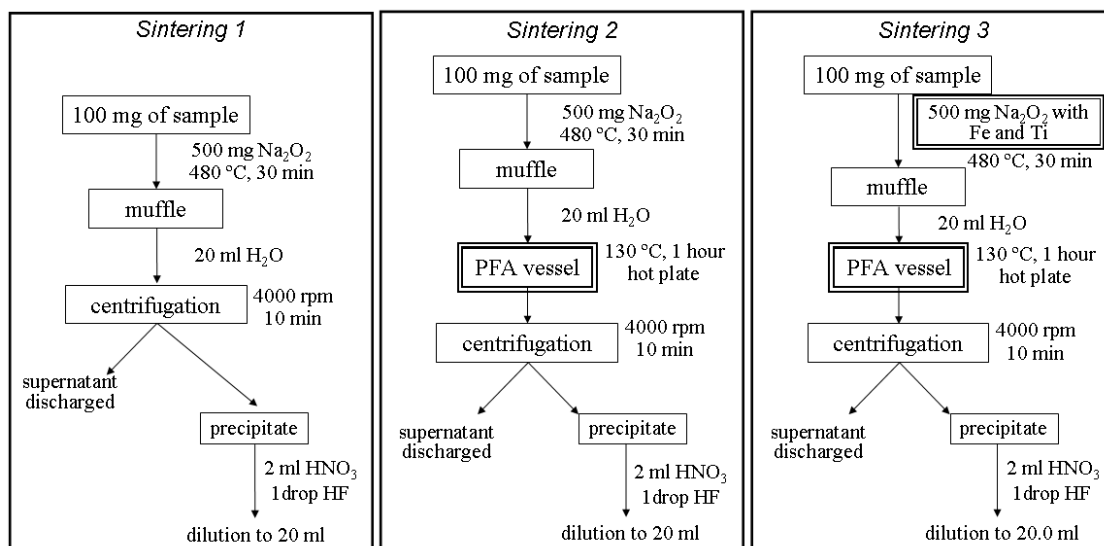 Sintering 1
100 mg of sample
500 mg Na₂O₂
480 °C, 30 min
muffle
20 ml H₂O
centrifugation
4000 rpm
10 min
supernatant
discharged
precipitate
2 ml HNO₃
1drop HF
dilution to 20 ml
Sintering 2
100 mg of sample
500 mg Na₂O₂
480 °C, 30 min
muffle
20 ml H₂O
PFA vessel
130 °C, 1 hour
hot plate
centrifugation
4000 rpm
10 min
supernatant
discharged
precipitate
2 ml HNO₃
1drop HF
dilution to 20 ml
Sintering 3
100 mg of sample
500 mg Na₂O₂ with
Fe and Ti
480 °C, 30 min
muffle
20 ml H₂O
PFA vessel
130 °C, 1 hour
hot plate
centrifugation
4000 rpm
10 min
supernatant
discharged
precipitate
2 ml HNO₃
1drop HF
dilution to 20.0 ml